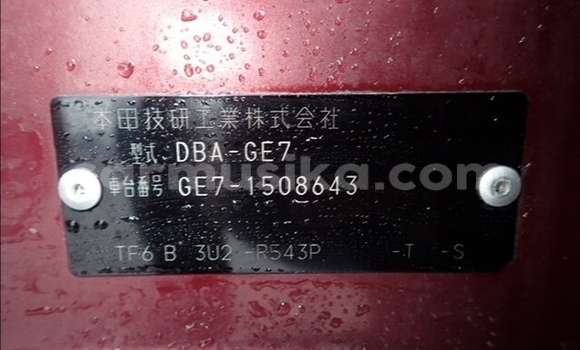 本田技研工業株式会社
型式 DBA-GE7
車台番号 GE7-1508643
TF6 B 3U2 -R543P -T -S